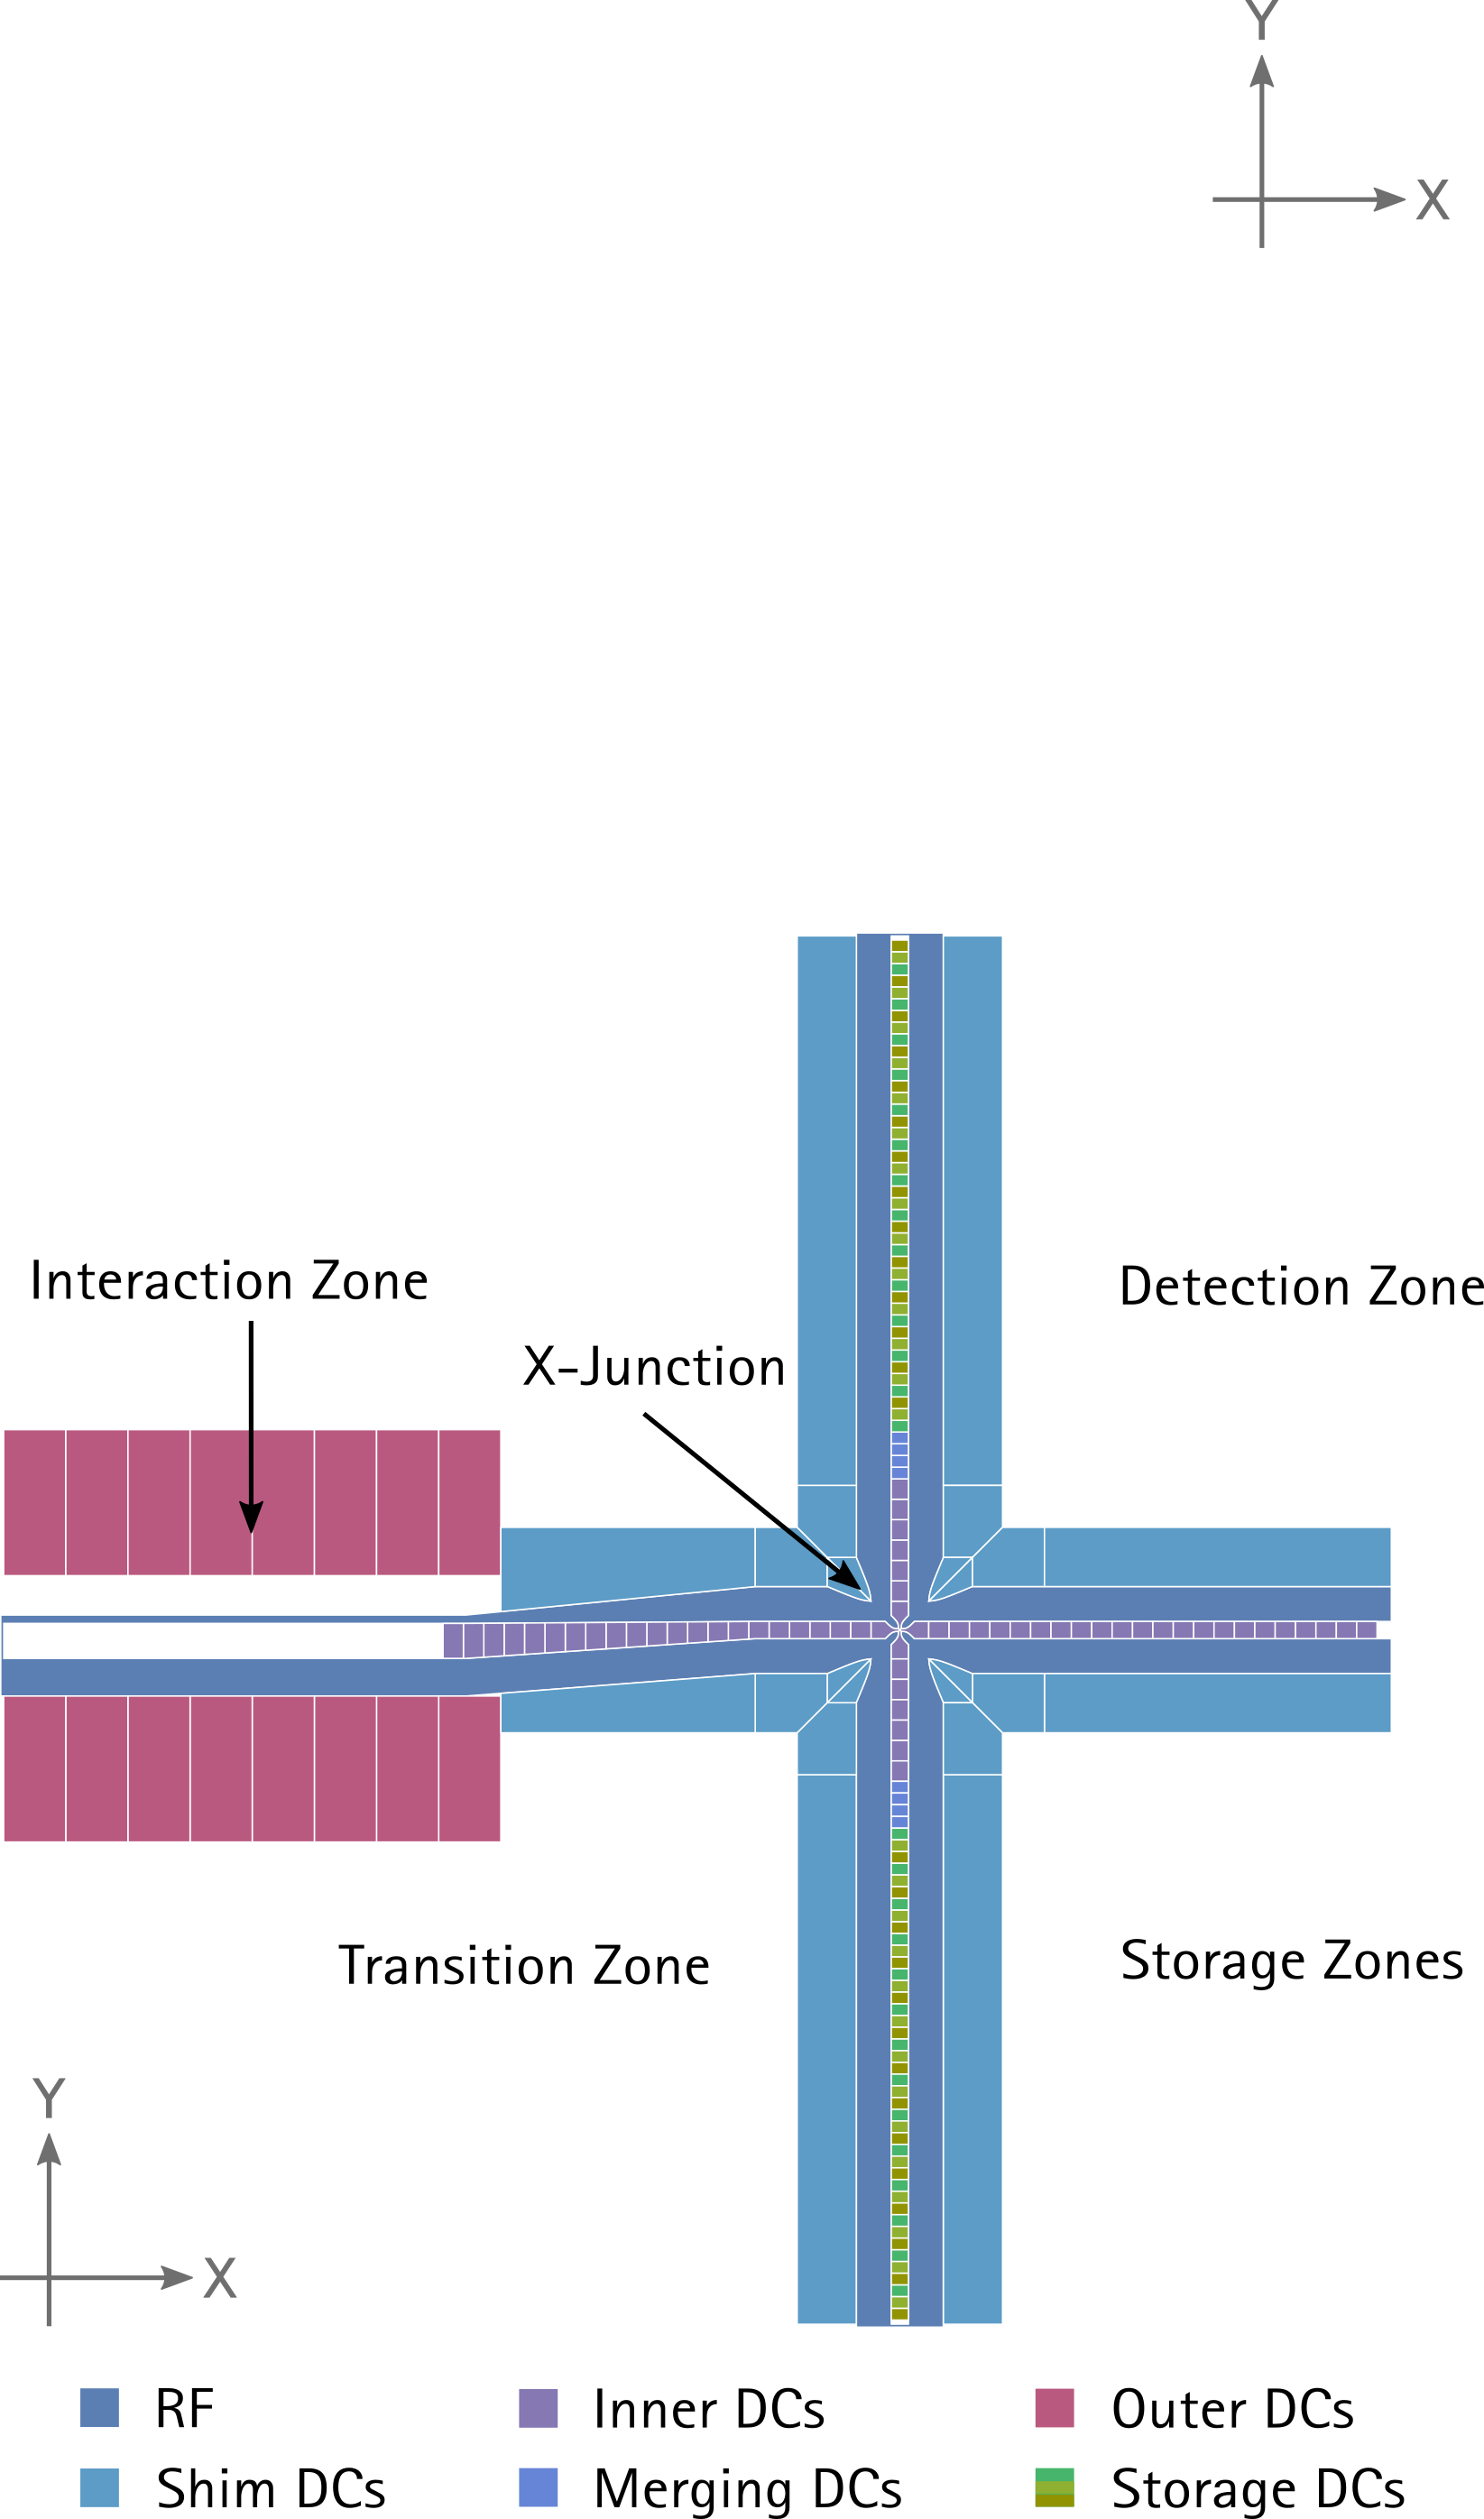 Y
X
Interaction Zone
Detection Zone
X-Junction
Transition Zone
Storage Zones
Y
X
RF
Inner DCs
Outer DCs
Shim DCs
Merging DCs
Storage DCs